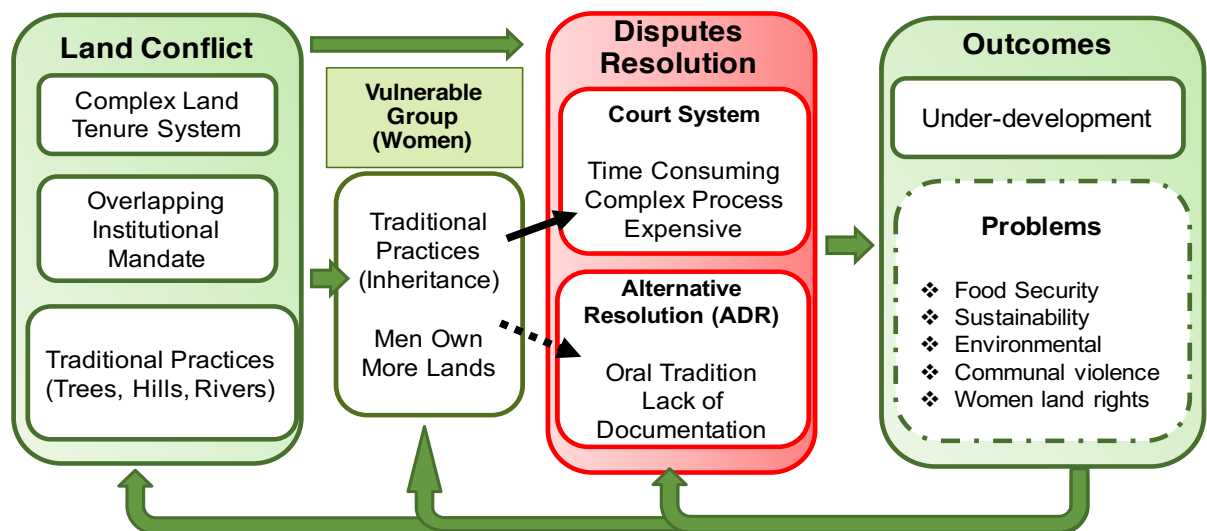 Land Conflict
Complex Land
Tenure System
Overlapping
Institutional
Mandate
Traditional Practices
(Trees, Hills, Rivers)
Vulnerable
Group
(Women)
Traditional
Practices
(Inheritance)
Men Own
More Lands
Disputes
Resolution
Court System
Time Consuming
Complex Process
Expensive
Alternative
Resolution (ADR)
Oral Tradition
Lack of
Documentation
Outcomes
Under-development
Problems
❖ Food Security
❖ Sustainability
❖ Environmental
❖ Communal violence
❖ Women land rights